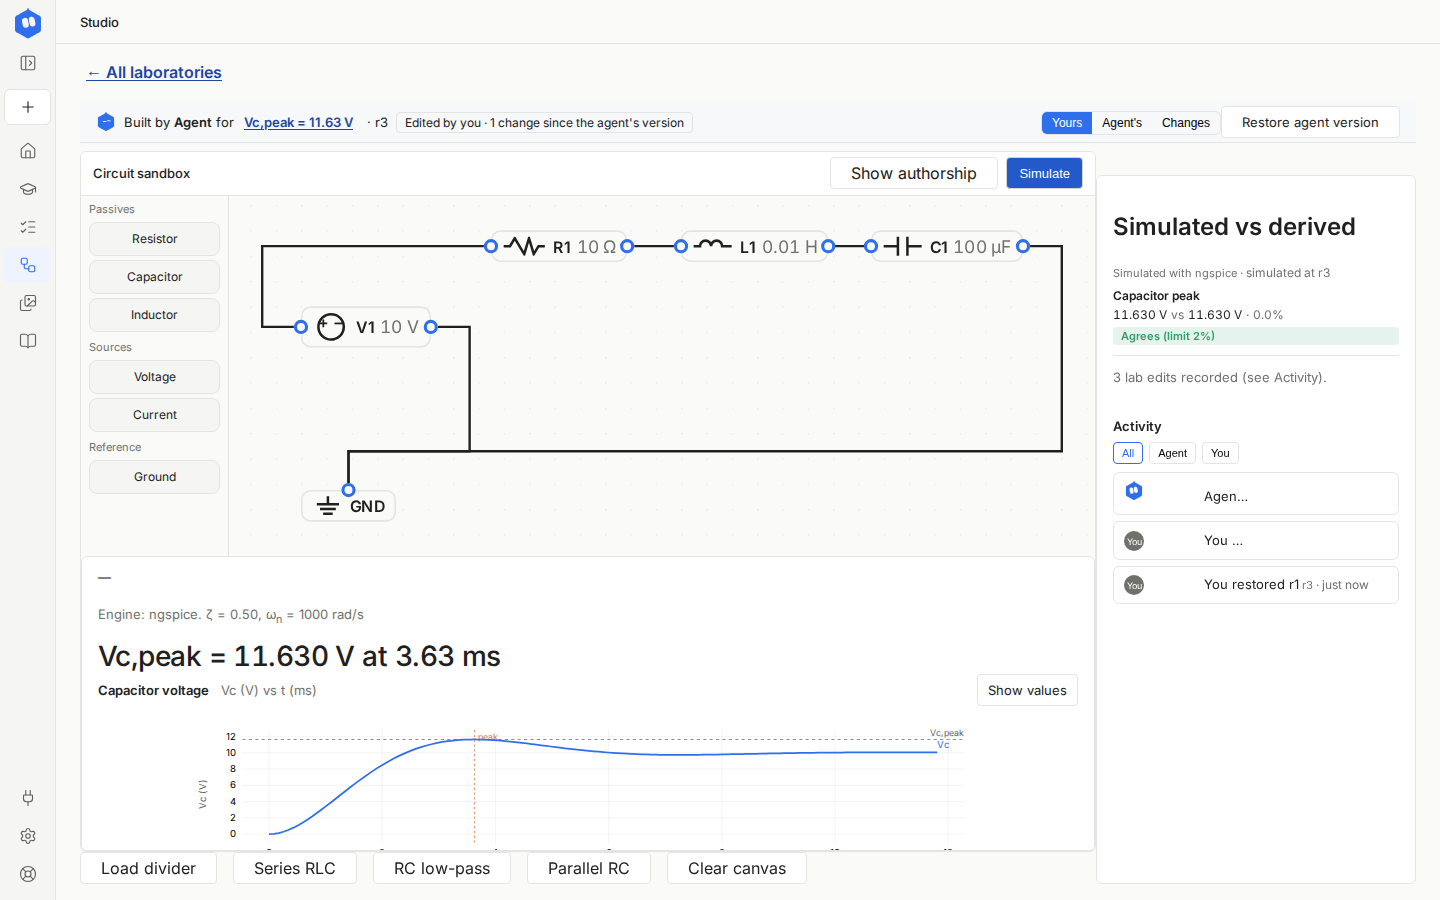 Studio
← All laboratories
Built by Agent for Vc,peak = 11.63 V · r3 Edited by you · 1 change since the agent's version
Yours Agent's Changes Restore agent version
Circuit sandbox
Show authorship Simulate
Passives
Resistor
Capacitor
Inductor
Sources
Voltage
Current
Reference
Ground
R1 10 Ω
L1 0.01 H
C1 100 µF
V1 10 V
GND
—
Engine: ngspice. ζ = 0.50, ωn = 1000 rad/s
Vc,peak = 11.630 V at 3.63 ms
Capacitor voltage Vc (V) vs t (ms)
Show values
12
10
8
6
4
2
0
Vc (V)
peak
Vc,peak
Vc
Load divider Series RLC RC low-pass Parallel RC Clear canvas
Simulated vs derived
Simulated with ngspice · simulated at r3
Capacitor peak
11.630 V vs 11.630 V · 0.0%
Agrees (limit 2%)
3 lab edits recorded (see Activity).
Activity
All Agent You
Agen...
You You ...
You You restored r1 r3 · just now